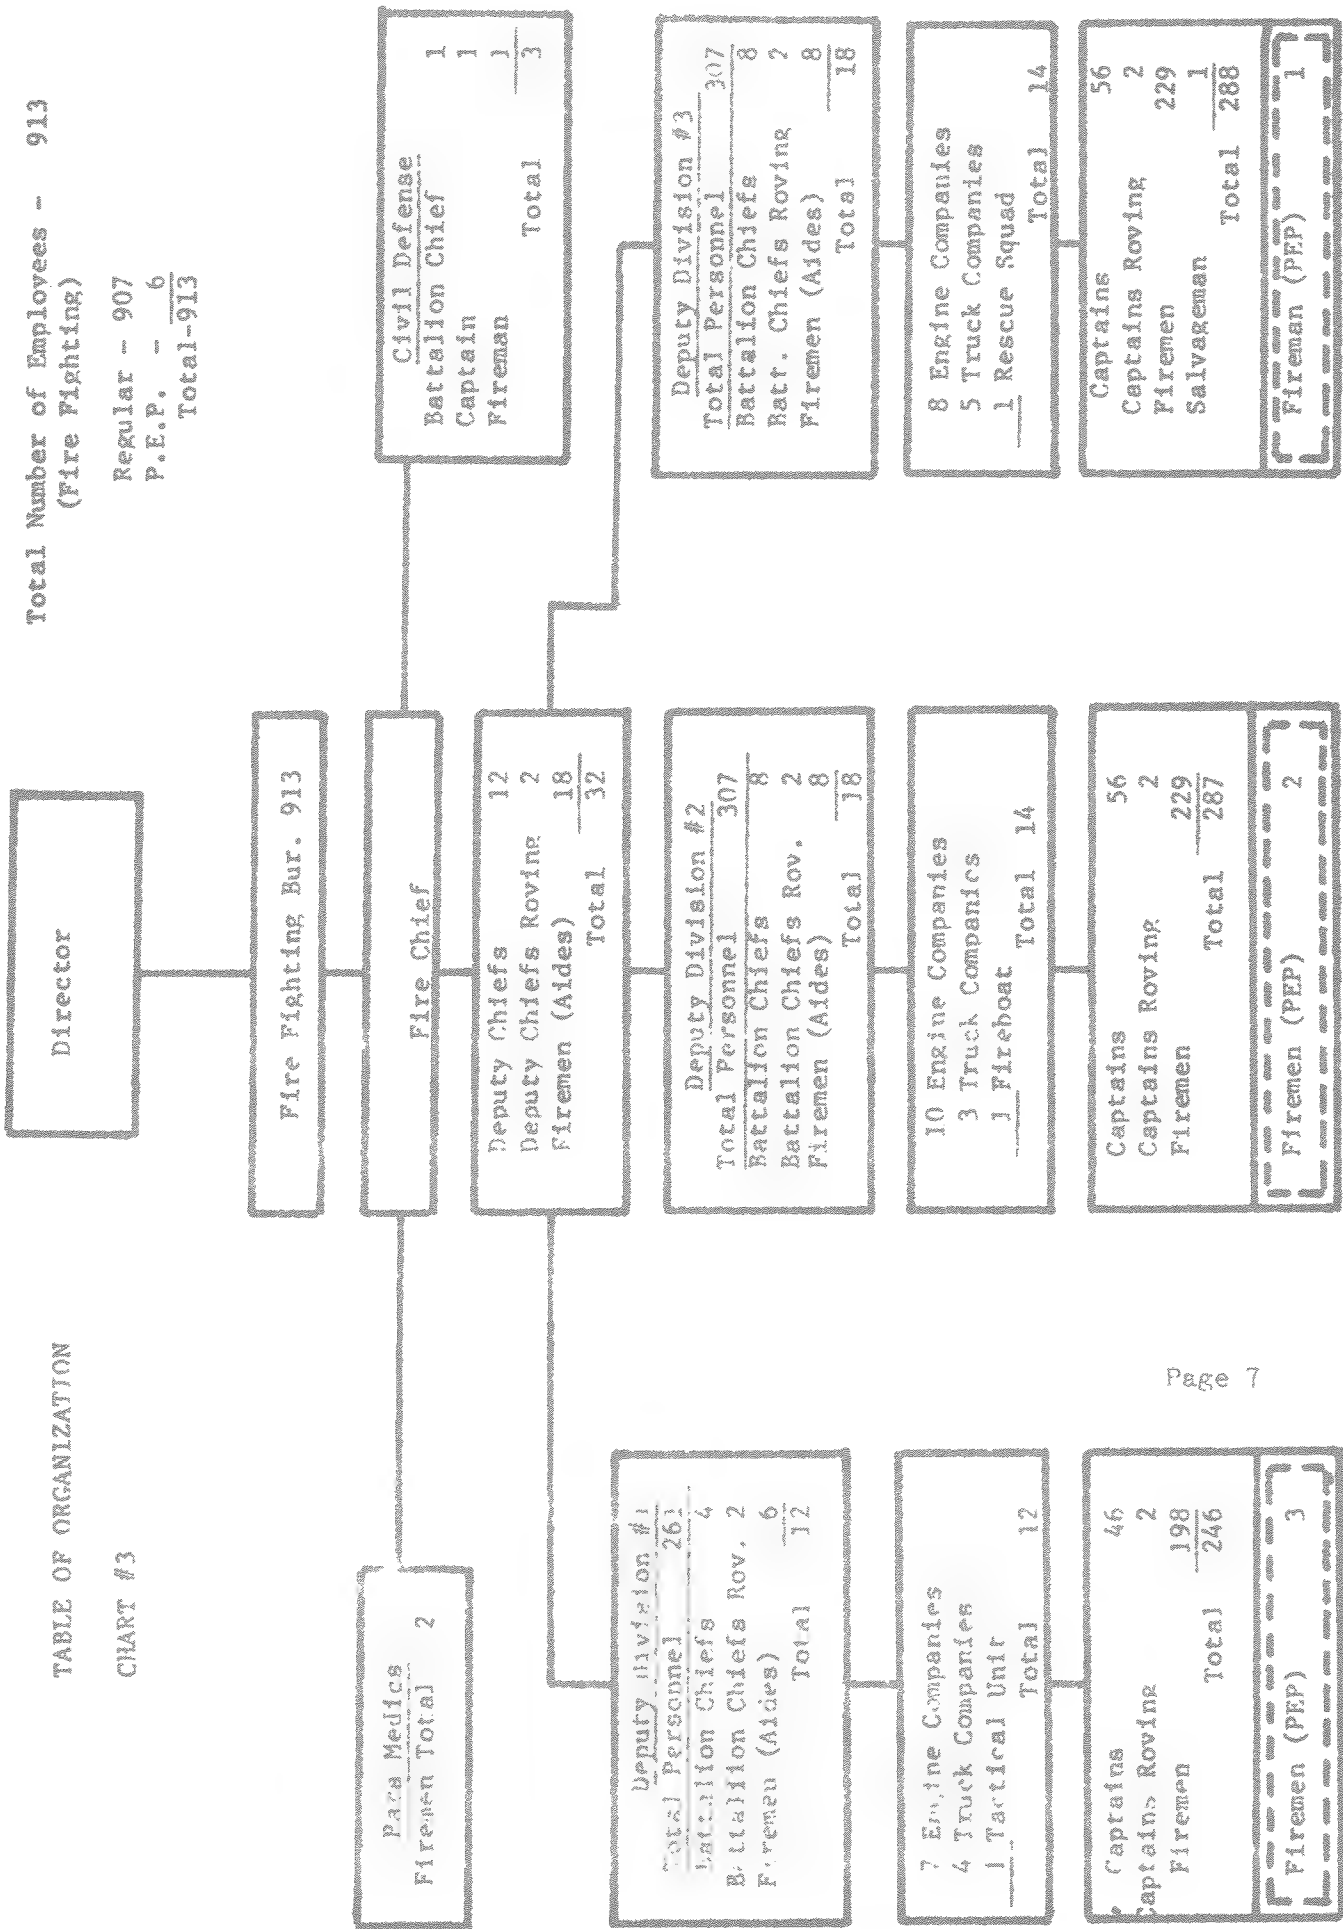 TABLE OF ORGANIZATION
CHART #3
Total Number of Employees - 913
(Fire Fighting)
Regular - 907
P.E.P. - 6
Total-913
Director
Fire Fighting Bur. 913
Fire Chief
Para Medics
Firemen Total 2
Civil Defense
Battalion Chief 1
Captain 1
Fireman 1
Total 3
Deputy Chiefs 12
Deputy Chiefs Roving 2
Firemen (Aides) 18
Total 32
Deputy Division #1
Total Personnel 261
Battalion Chiefs 4
Battalion Chiefs Rov. 2
Firemen (Aides) 6
Total 12
7 Engine Companies
4 Truck Companies
1 Tactical Unit
Total 12
Captains 46
Captains Roving 2
Firemen 198
Total 246
Firemen (PEP) 3
Deputy Division #2
Total Personnel 307
Battalion Chiefs 8
Battalion Chiefs Rov. 2
Firemen (Aides) 8
Total 18
10 Engine Companies
3 Truck Companies
1 Fireboat
Total 14
Captains 56
Captains Roving 2
Firemen 229
Total 287
Firemen (PEP) 2
Deputy Division #3
Total Personnel 307
Battalion Chiefs 8
Batt. Chiefs Roving 2
Firemen (Aides) 8
Total 18
8 Engine Companies
5 Truck Companies
1 Rescue Squad
Total 14
Captains 56
Captains Roving 2
Firemen 229
Salvageman 1
Total 288
Fireman (PEP) 1
Page 7